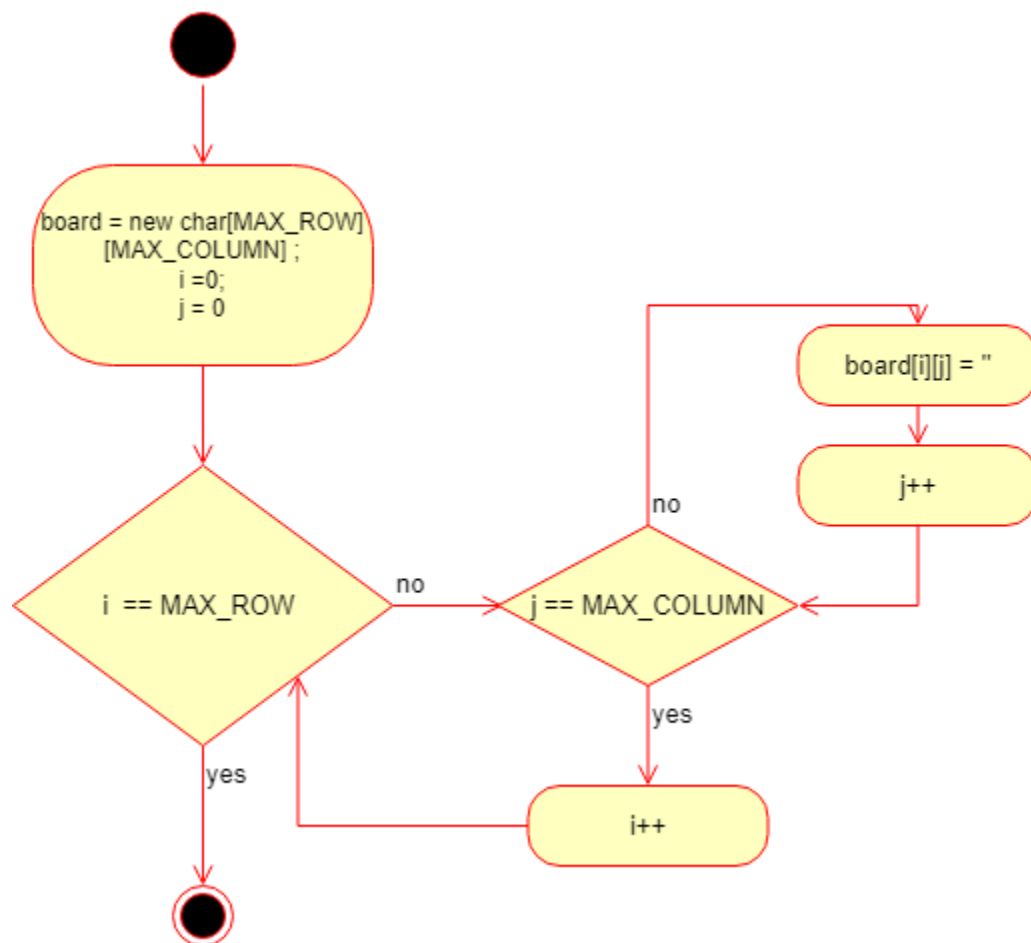 board = new char[MAX_ROW]
[MAX_COLUMN] ;
i =0;
j = 0
board[i][j] = ''
j++
no
i == MAX_ROW
no
j == MAX_COLUMN
yes
yes
i++